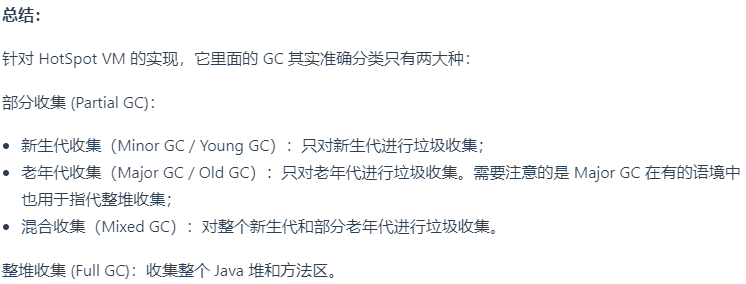 总结：
针对 HotSpot VM 的实现，它里面的 GC 其实准确分类只有两大种：
部分收集 (Partial GC)：
• 新生代收集（Minor GC / Young GC）：只对新生代进行垃圾收集；
• 老年代收集（Major GC / Old GC）：只对老年代进行垃圾收集。需要注意的是 Major GC 在有的语境中
也用于指代整堆收集；
• 混合收集（Mixed GC）：对整个新生代和部分老年代进行垃圾收集。
整堆收集 (Full GC)：收集整个 Java 堆和方法区。